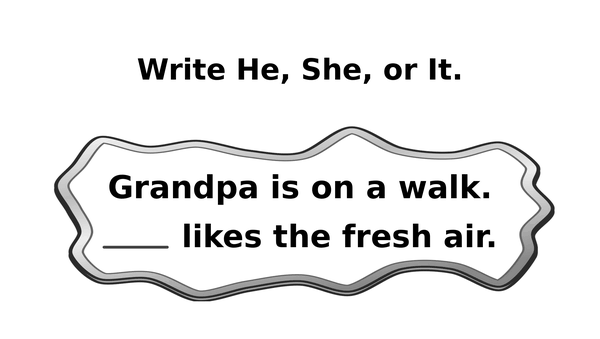 Write He, She, or It.
Grandpa is on a walk.
____ likes the fresh air.